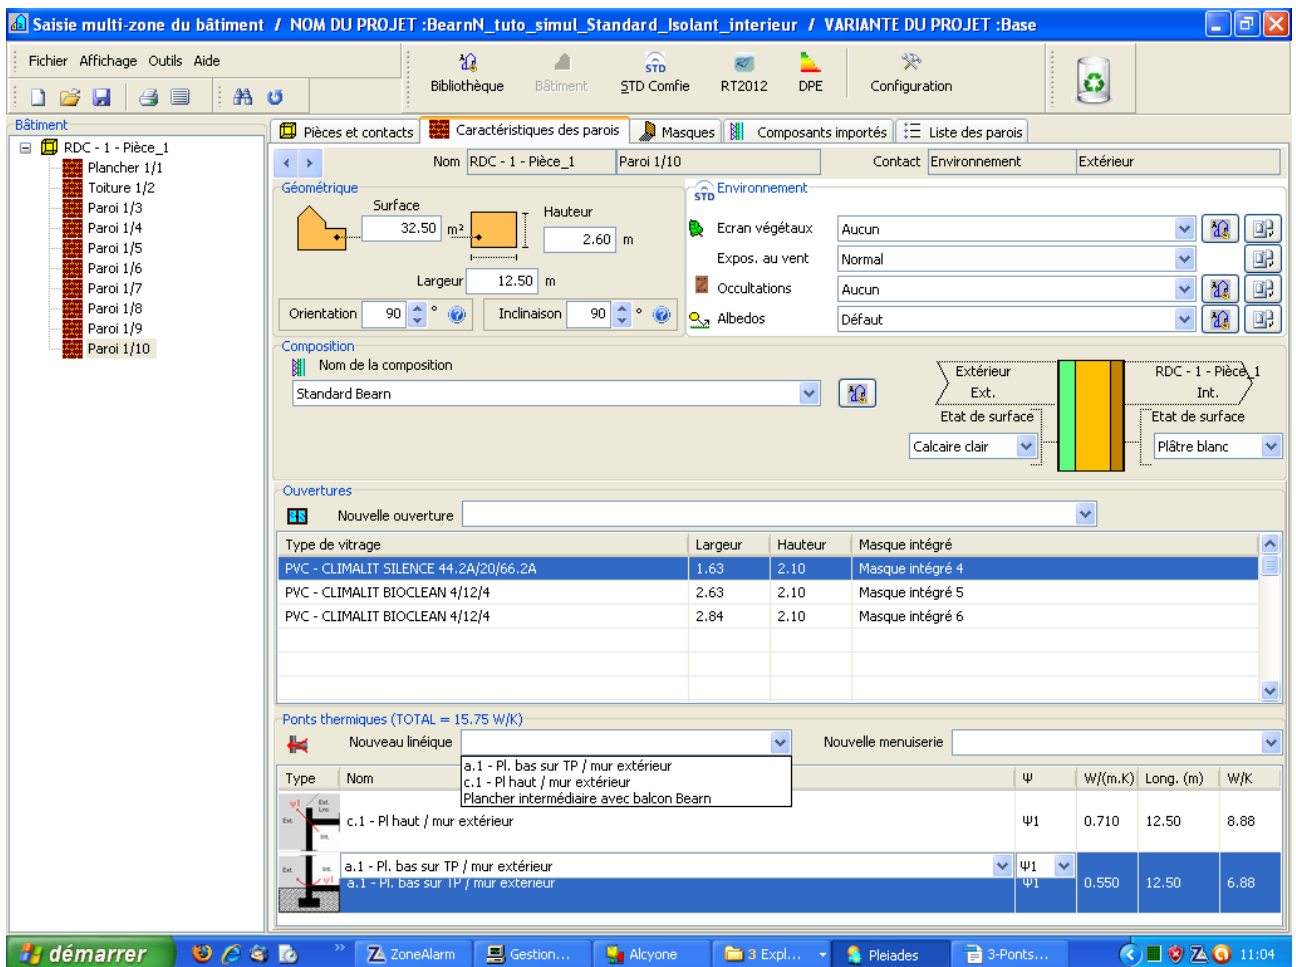 Saisie multi-zone du bâtiment / NOM DU PROJET :BearnN_tuto_simul_Standard_Isolant_interieur / VARIANTE DU PROJET :Base
Fichier Affichage Outils Aide
Bibliothèque Bâtiment STD STD Comfie RT2012 DPE Configuration
Bâtiment
RDC - 1 - Pièce_1
Plancher 1/1
Toiture 1/2
Paroi 1/3
Paroi 1/4
Paroi 1/5
Paroi 1/6
Paroi 1/7
Paroi 1/8
Paroi 1/9
Paroi 1/10
Pièces et contacts Caractéristiques des parois Masques Composants importés Liste des parois
Nom RDC - 1 - Pièce_1 Paroi 1/10 Contact Environnement Extérieur
Géométrique
Surface
32.50 m²
Hauteur
2.60 m
Largeur 12.50 m
Orientation 90 ° Inclinaison 90 °
STD Environnement
Ecran végétaux Aucun
Expos. au vent Normal
Occultations Aucun
Albedos Défaut
Composition
Nom de la composition
Standard Bearn
Extérieur
Ext.
Etat de surface
Calcaire clair
RDC - 1 - Pièce_1
Int.
Etat de surface
Plâtre blanc
Ouvertures
Nouvelle ouverture
Type de vitrage Largeur Hauteur Masque intégré
PVC - CLIMALIT SILENCE 44.2A/20/66.2A 1.63 2.10 Masque intégré 4
PVC - CLIMALIT BIOCLEAN 4/12/4 2.63 2.10 Masque intégré 5
PVC - CLIMALIT BIOCLEAN 4/12/4 2.84 2.10 Masque intégré 6
Ponts thermiques (TOTAL = 15.75 W/K)
Nouveau linéique Nouvelle menuiserie
a.1 - Pl. bas sur TP / mur extérieur
c.1 - Pl haut / mur extérieur
Plancher intermédiaire avec balcon Bearn
Type Nom Ψ W/(m.K) Long. (m) W/K
Ψ1 Ext. Lnc Ext. Int.
c.1 - Pl haut / mur extérieur Ψ1 0.710 12.50 8.88
Ext. Int. Ψ1
a.1 - Pl. bas sur TP / mur extérieur Ψ1
a.1 - Pl. bas sur TP / mur extérieur Ψ1 0.550 12.50 6.88
démarrer » ZoneAlarm Gestion... Alcyone 3 Expl... Pleiades 3-Ponts... 11:04